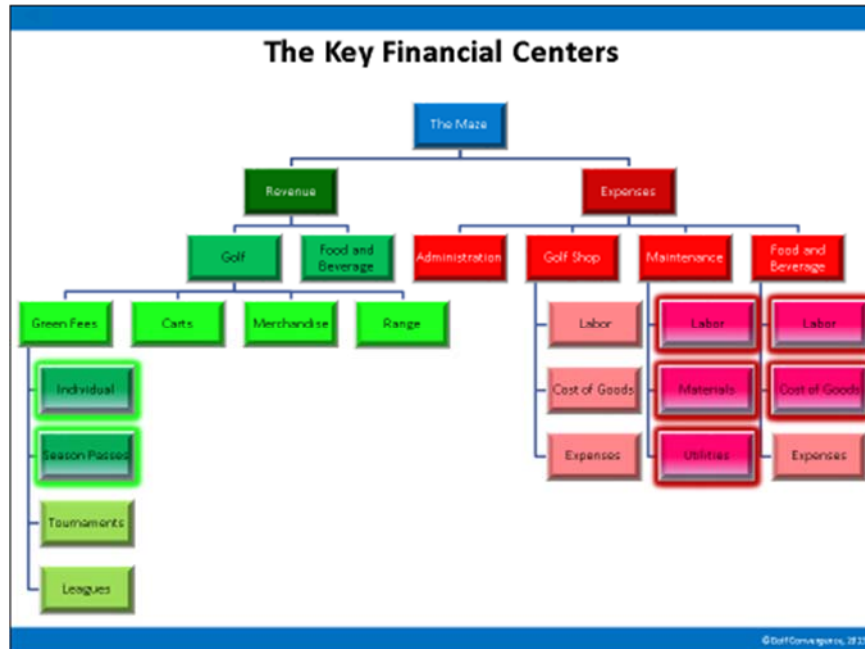 The Key Financial Centers
The Maze
Revenue
Expenses
Golf
Food and
Beverage
Administration
Golf Shop
Maintenance
Food and
Beverage
Green Fees
Carts
Merchandise
Range
Labor
Labor
Labor
Individual
Cost of Goods
Materials
Cost of Goods
Season Passes
Expenses
Utilities
Expenses
Tournaments
Leagues
©Golf Convergence,